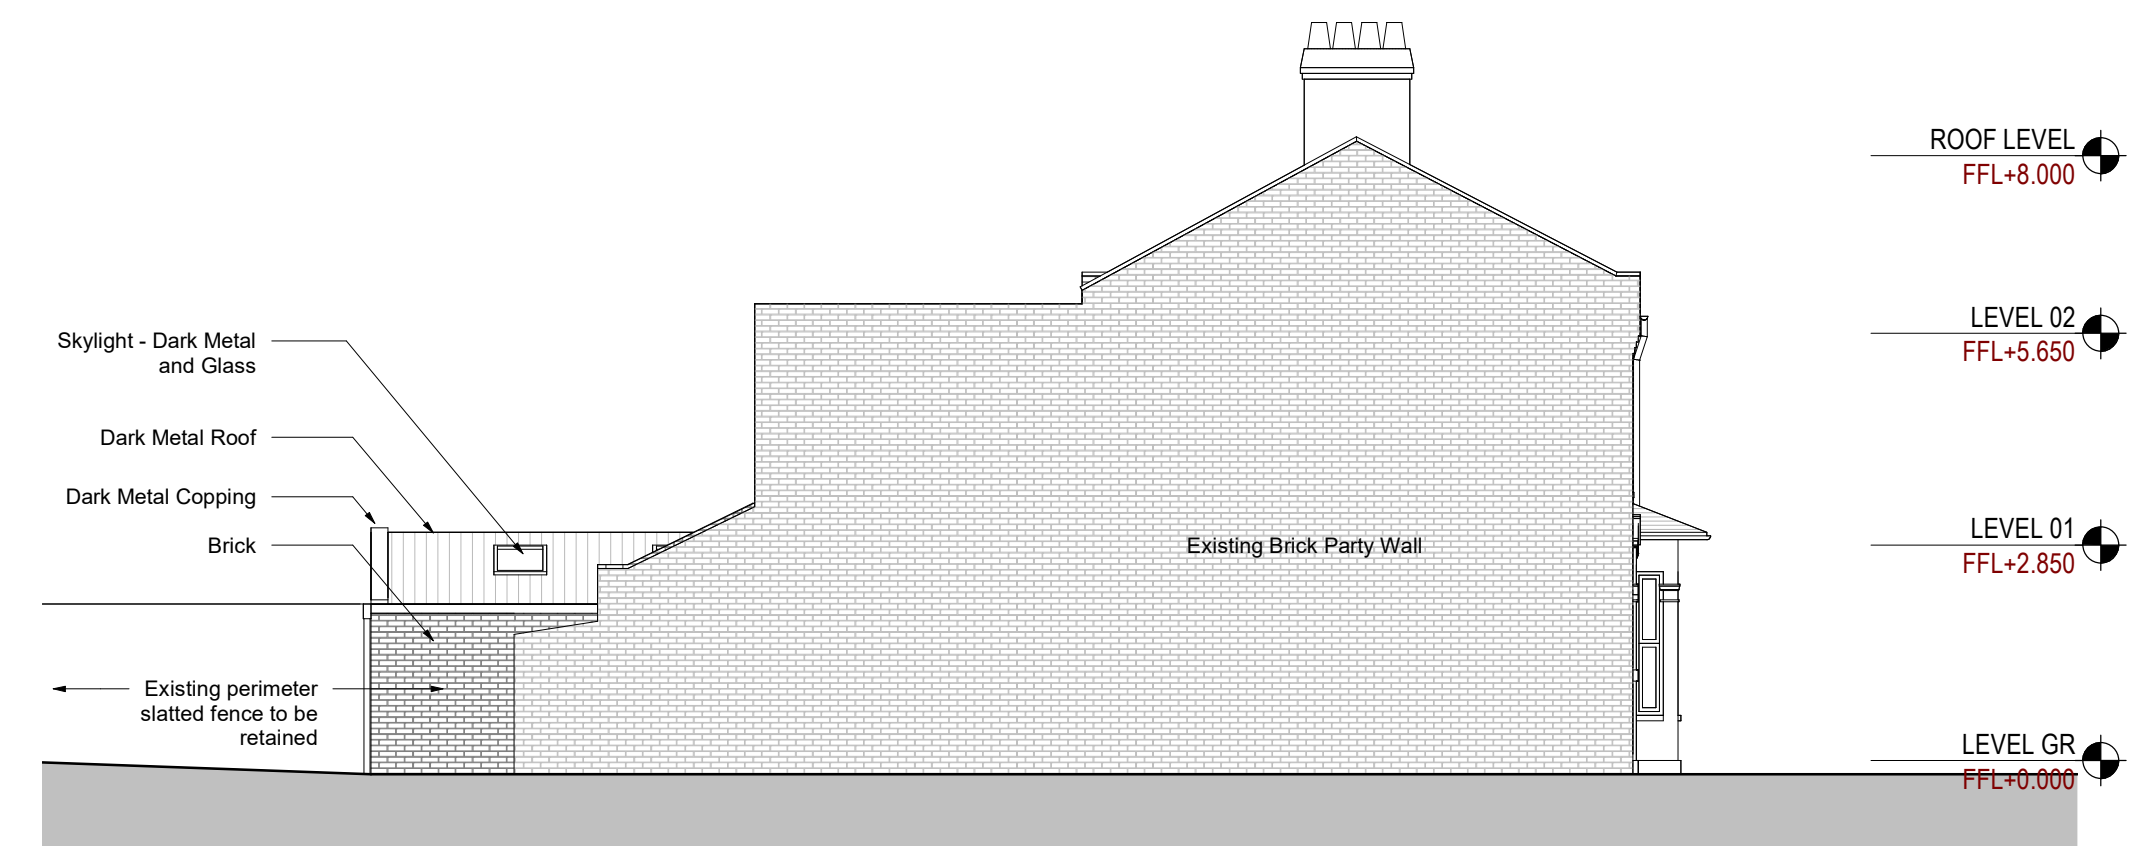 ROOF LEVEL
FFL+8.000
LEVEL 02
FFL+5.650
Skylight - Dark Metal
and Glass
Dark Metal Roof
Dark Metal Copping
Brick
LEVEL 01
FFL+2.850
Existing Brick Party Wall
Existing perimeter
slatted fence to be
retained
LEVEL GR
FFL+0.000